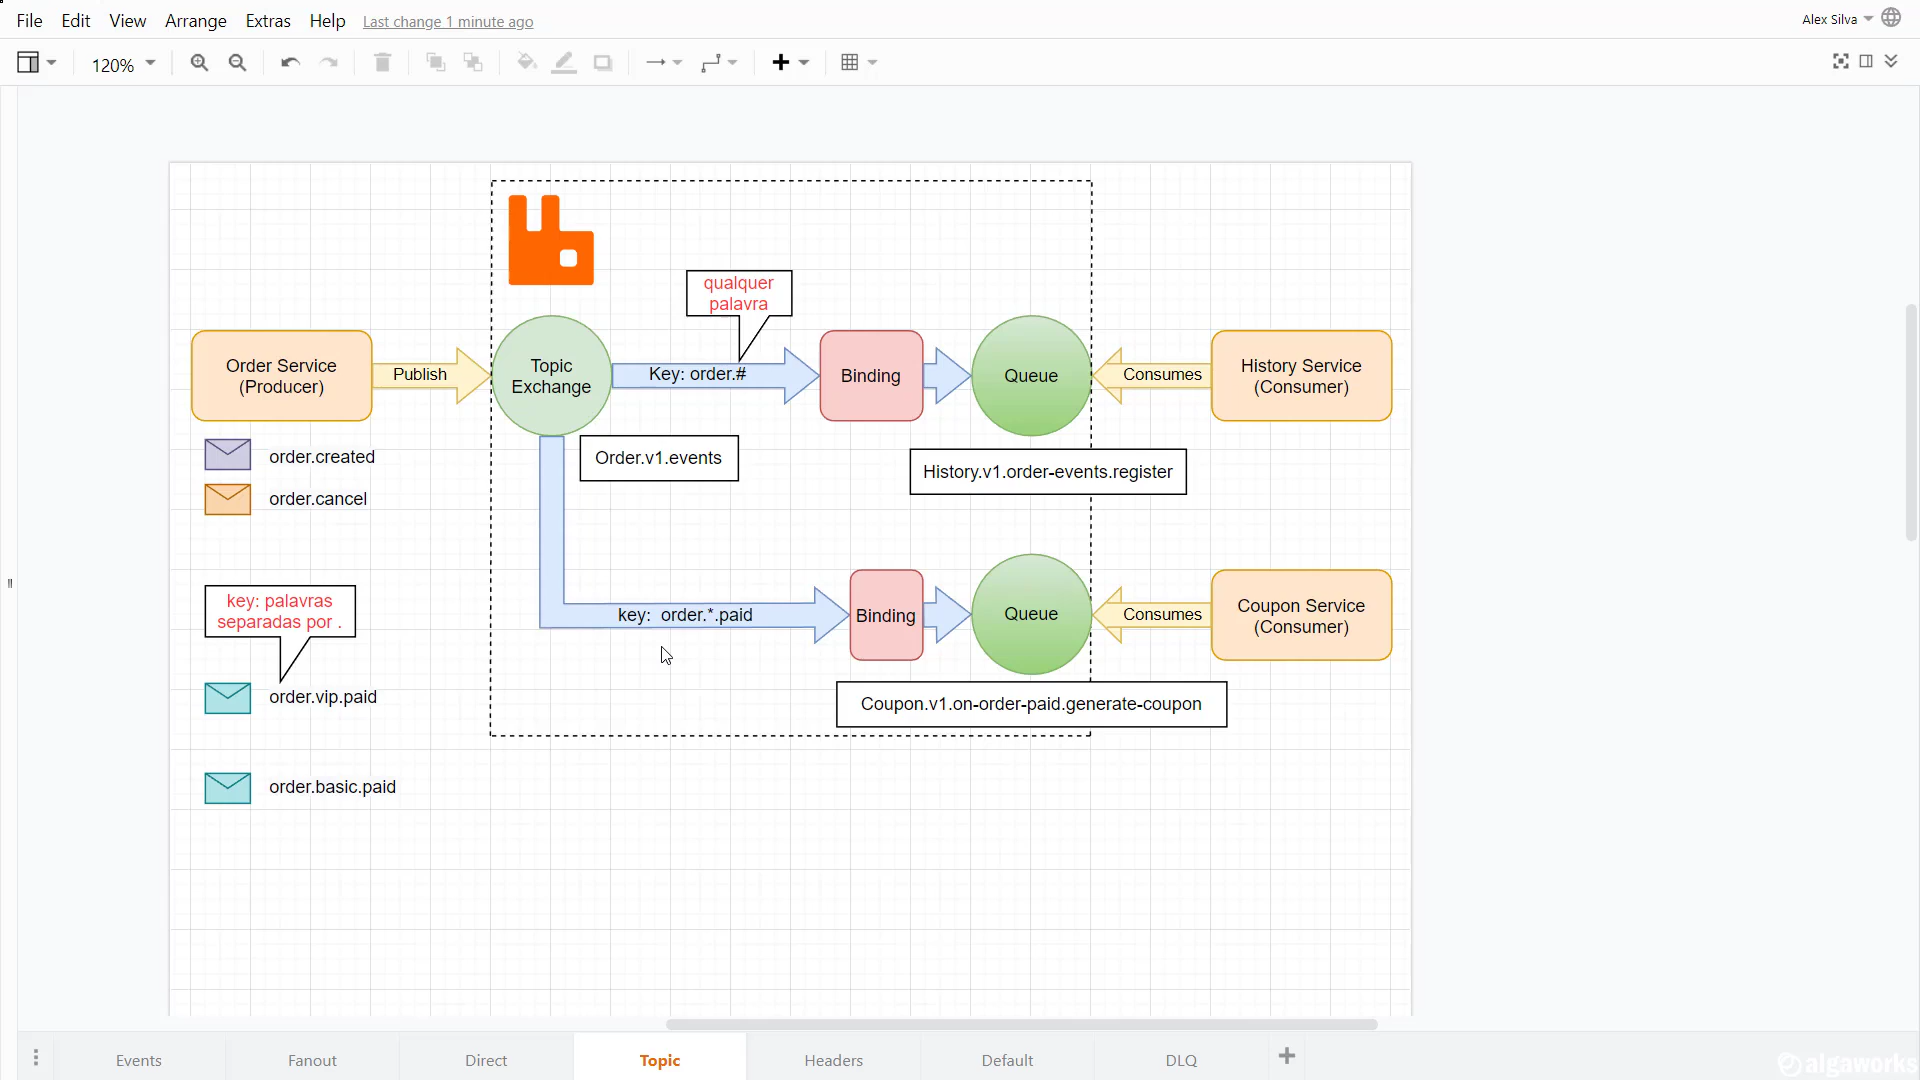 File Edit View Arrange Extras Help Last change 1 minute ago
Alex Silva
120%
qualquer
palavra
Order Service
(Producer)
Publish
Topic
Exchange
Key: order.#
Binding
Queue
Consumes
History Service
(Consumer)
order.created
order.cancel
Order.v1.events
History.v1.order-events.register
key: palavras
separadas por .
key: order.*.paid
Binding
Queue
Consumes
Coupon Service
(Consumer)
order.vip.paid
Coupon.v1.on-order-paid.generate-coupon
order.basic.paid
Events Fanout Direct Topic Headers Default DLQ
algaworks